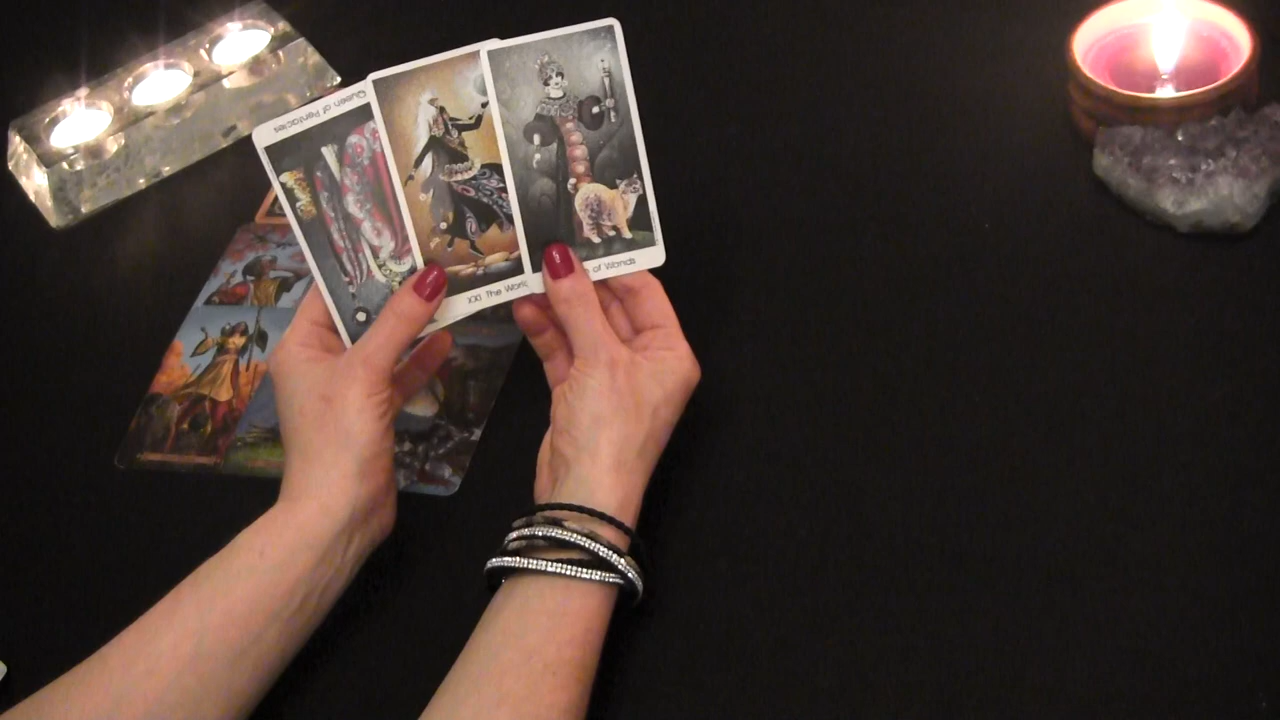 Queen of Pentacles
XXI The World
of Wands